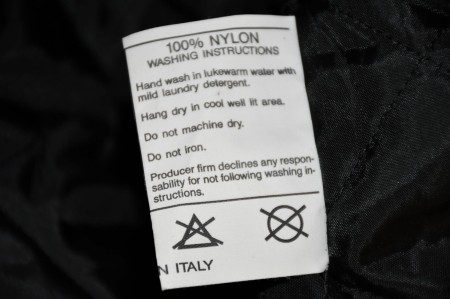 100% NYLON
WASHING INSTRUCTIONS
Hand wash in lukewarm water with
mild laundry detergent.
Hang dry in cool well lit area.
Do not machine dry.
Do not iron.
Producer firm declines any respon-
sability for not following washing in-
structions.
N ITALY